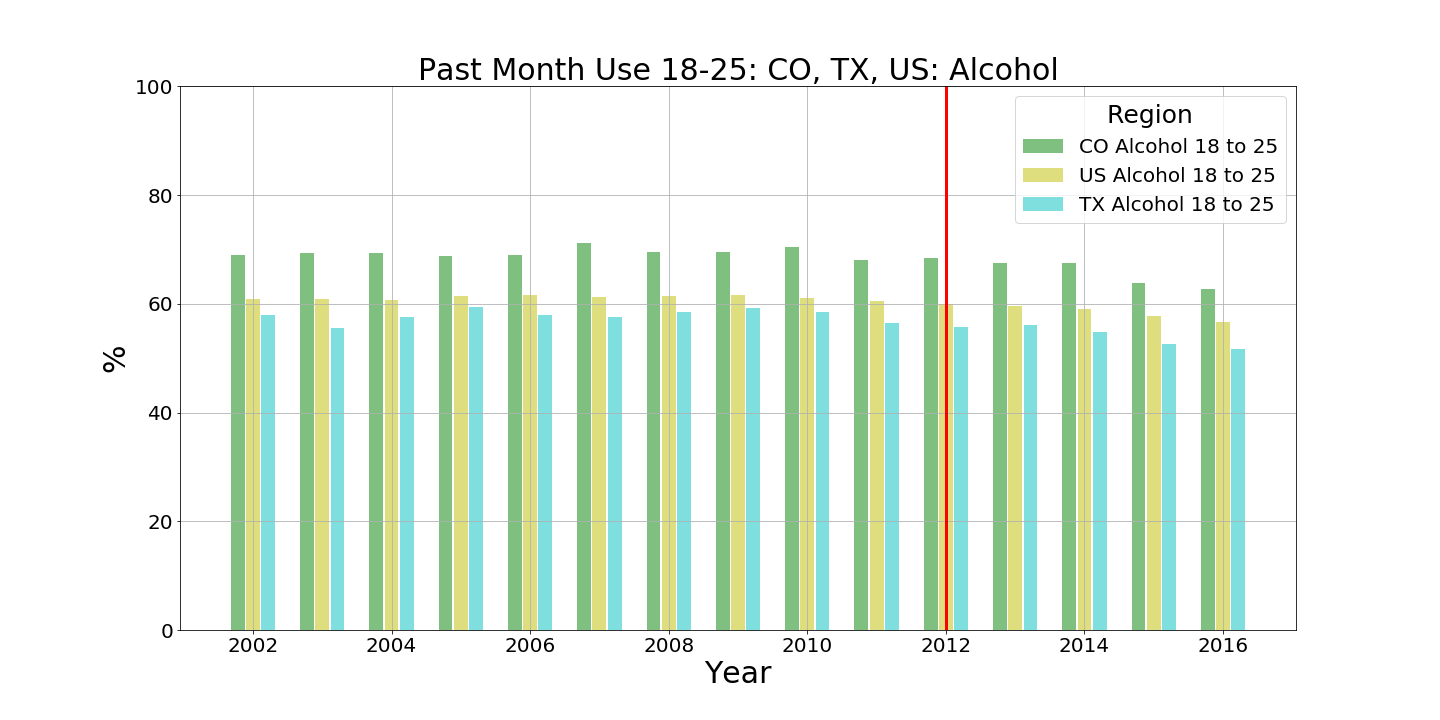 Past Month Use 18-25: CO, TX, US: Alcohol
100
80
60
40
20
0
%
Region
CO Alcohol 18 to 25
US Alcohol 18 to 25
TX Alcohol 18 to 25
2002 2004 2006 2008 2010 2012 2014 2016
Year